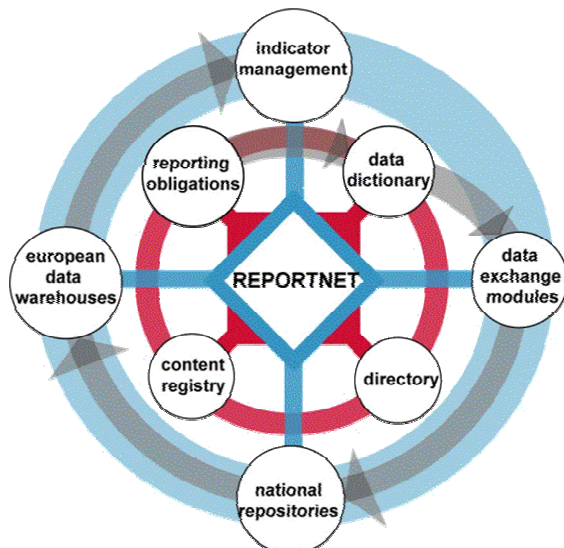 indicator
management
reporting
obligations
data
dictionary
european
data
warehouses
REPORTNET
data
exchange
modules
content
registry
directory
national
repositories